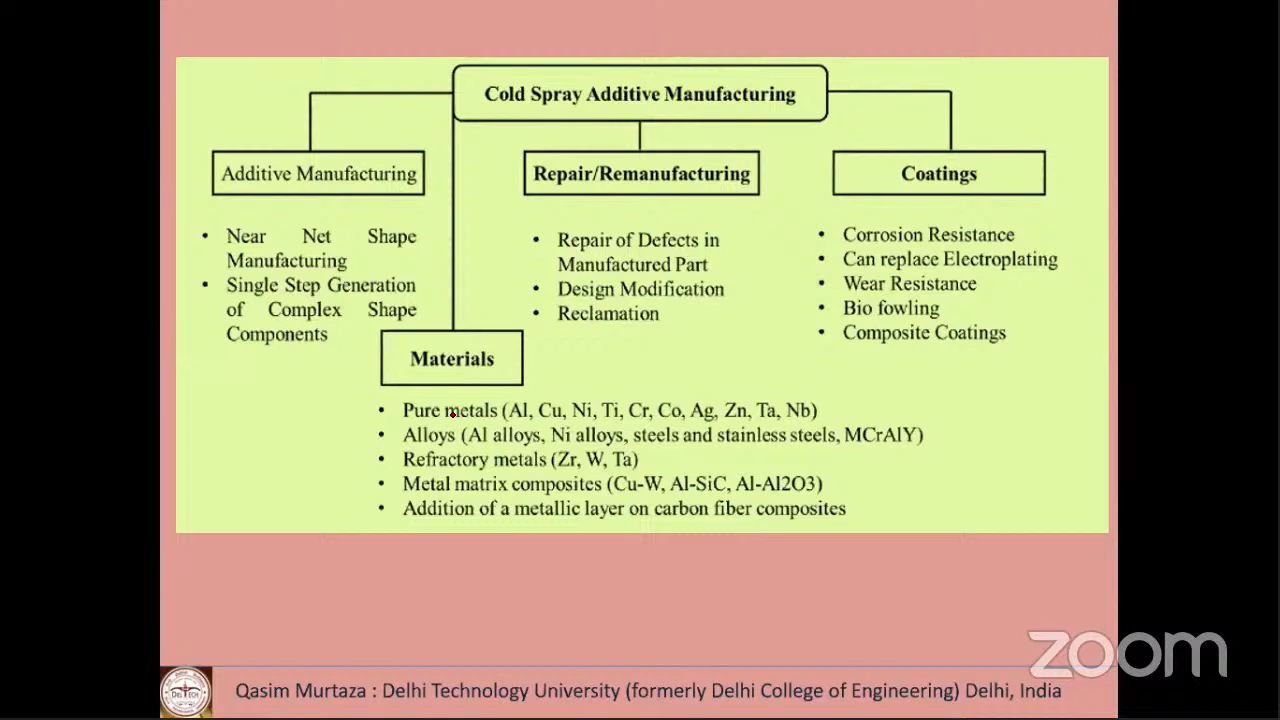 Cold Spray Additive Manufacturing
Additive Manufacturing
Repair/Remanufacturing
Coatings
• Near Net Shape
Manufacturing
• Single Step Generation
of Complex Shape
Components
• Repair of Defects in
Manufactured Part
• Design Modification
• Reclamation
• Corrosion Resistance
• Can replace Electroplating
• Wear Resistance
• Bio fowling
• Composite Coatings
Materials
• Pure metals (Al, Cu, Ni, Ti, Cr, Co, Ag, Zn, Ta, Nb)
• Alloys (Al alloys, Ni alloys, steels and stainless steels, MCrAlY)
• Refractory metals (Zr, W, Ta)
• Metal matrix composites (Cu-W, Al-SiC, Al-Al2O3)
• Addition of a metallic layer on carbon fiber composites
zoom
Qasim Murtaza : Delhi Technology University (formerly Delhi College of Engineering) Delhi, India